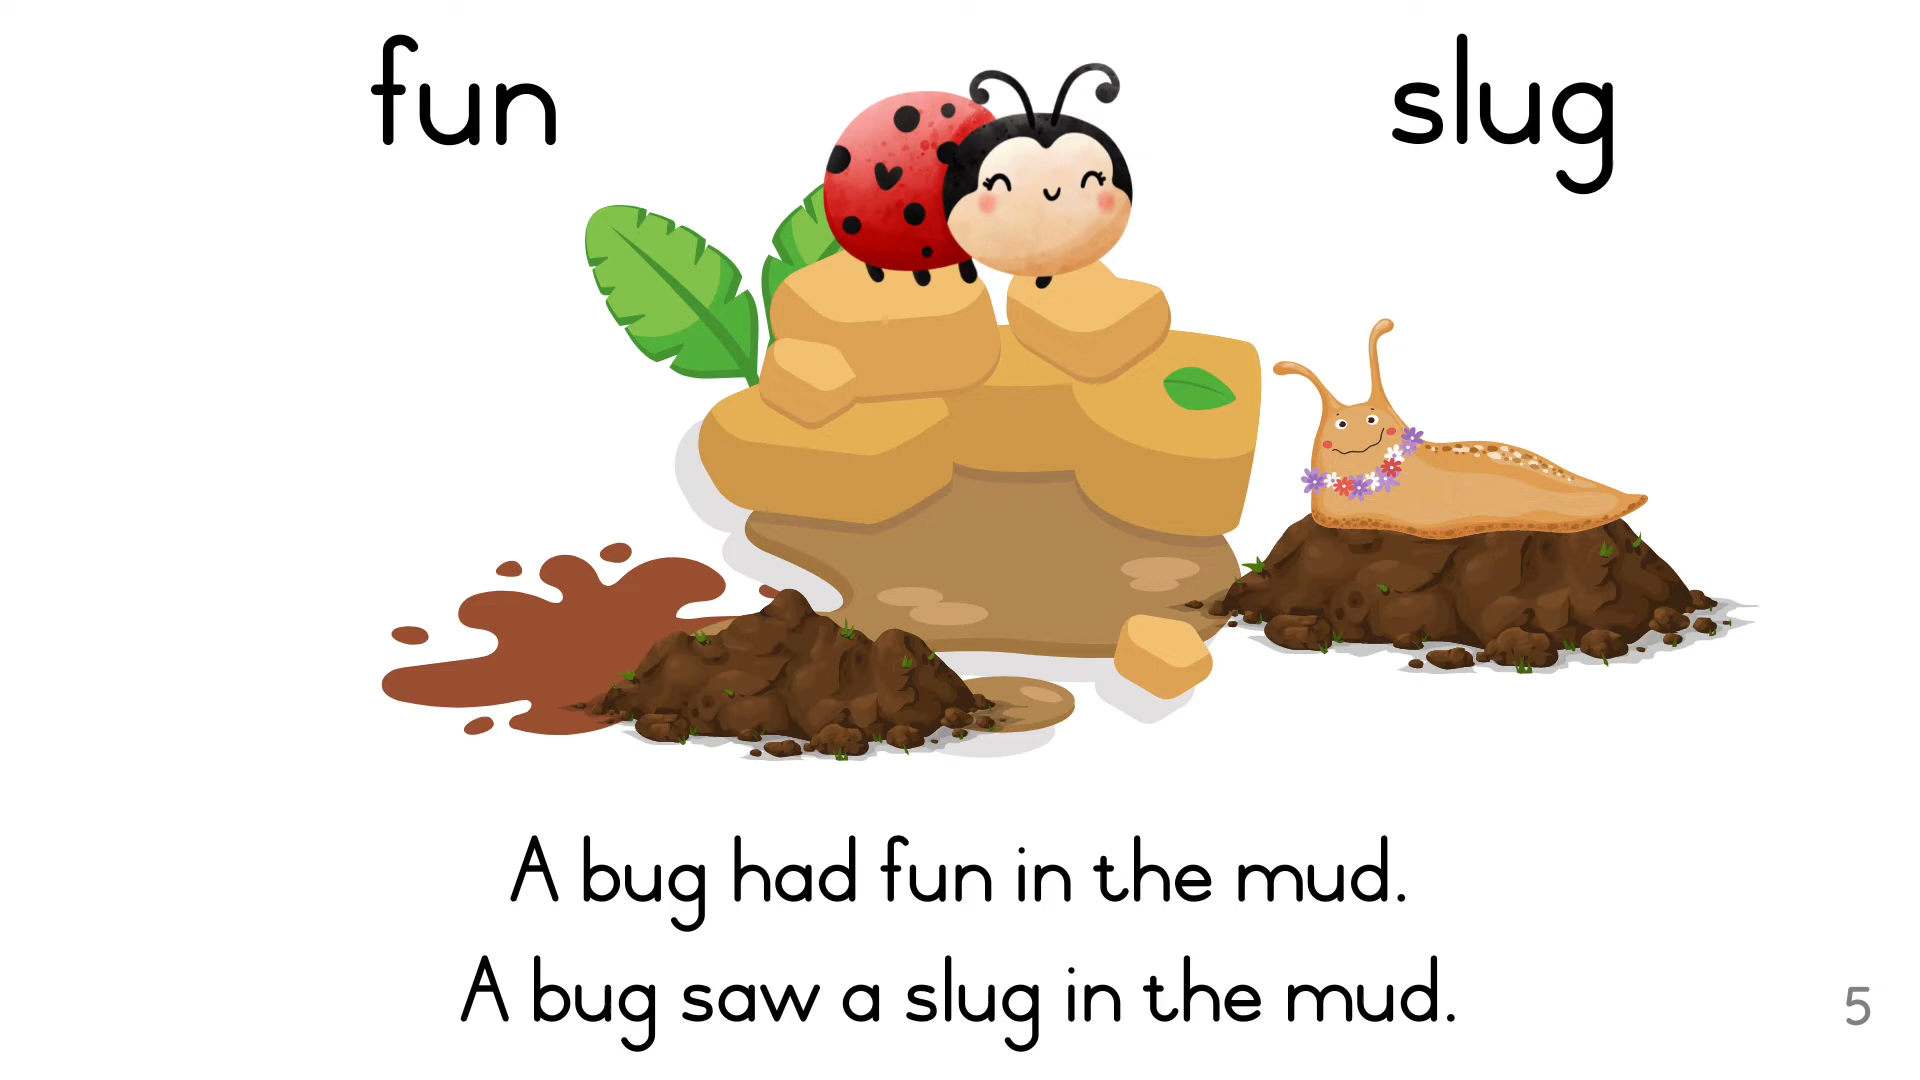 fun
slug
A bug had fun in the mud.
A bug saw a slug in the mud.
5